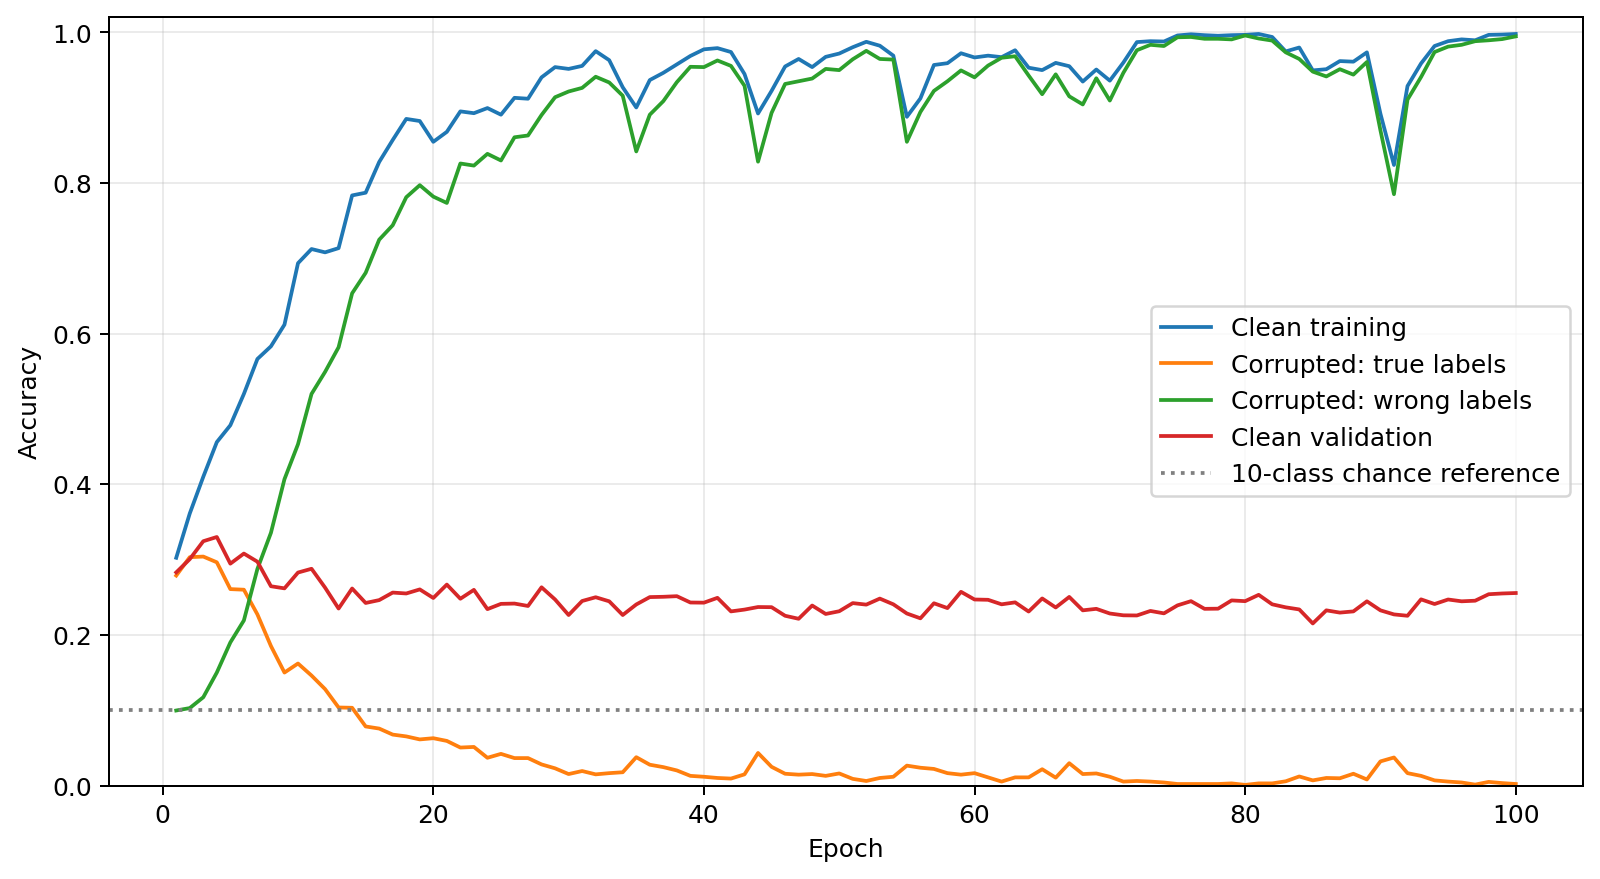 1.0
0.8
0.6
0.4
0.2
0.0
Accuracy
Clean training
Corrupted: true labels
Corrupted: wrong labels
Clean validation
10-class chance reference
0 20 40 60 80 100
Epoch